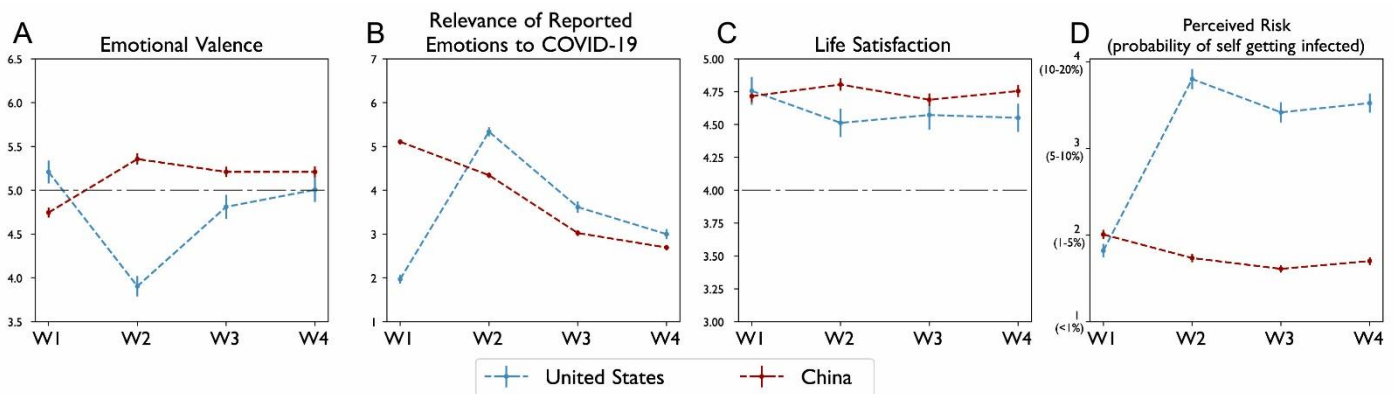 A
Emotional Valence
6.5
6.0
5.5
5.0
4.5
4.0
3.5
W1
W2
W3
W4
B
Relevance of Reported
Emotions to COVID-19
7
6
5
4
3
2
1
W1
W2
W3
W4
C
Life Satisfaction
5.00
4.75
4.50
4.25
4.00
3.75
3.50
3.25
3.00
W1
W2
W3
W4
D
Perceived Risk
(probability of self getting infected)
4
(10-20%)
3
(5-10%)
2
(1-5%)
1
(<1%)
W1
W2
W3
W4
United States
China